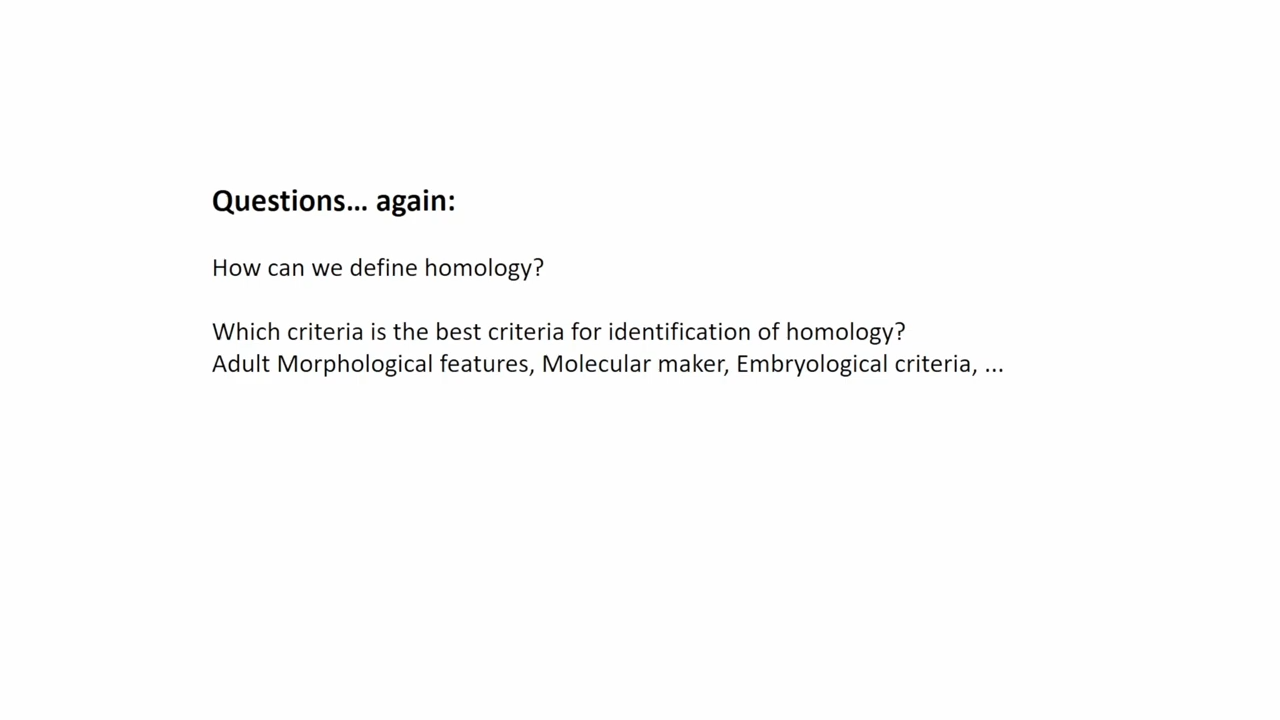 Questions... again:
How can we define homology?
Which criteria is the best criteria for identification of homology?
Adult Morphological features, Molecular maker, Embryological criteria, ...